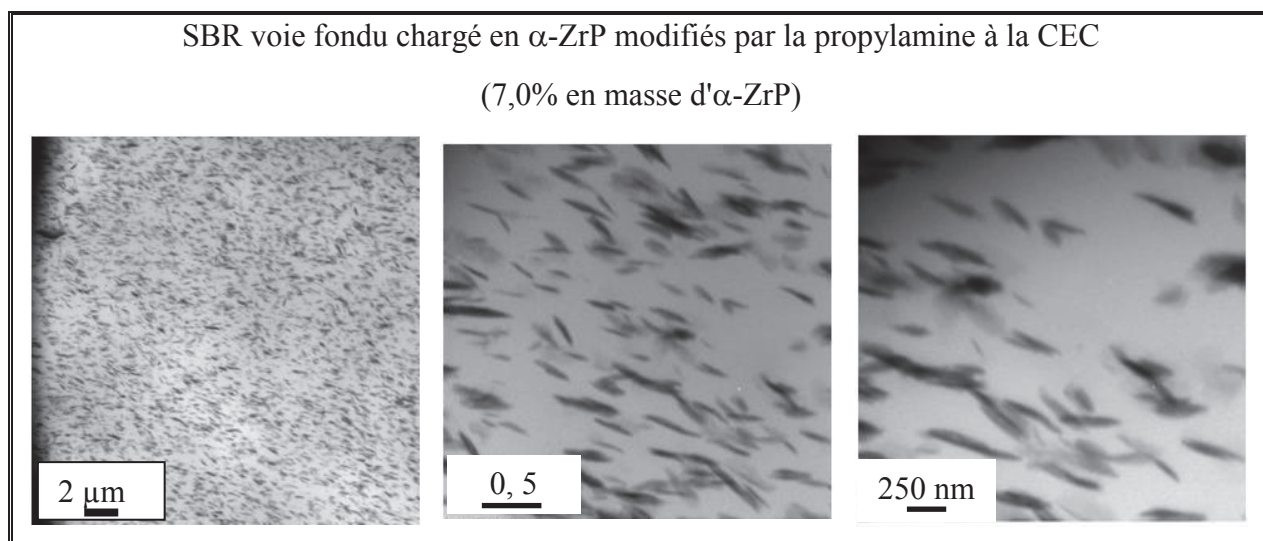 SBR voie fondu chargé en α-ZrP modifiés par la propylamine à la CEC
(7,0% en masse d'α-ZrP)
2 µm
0, 5
250 nm